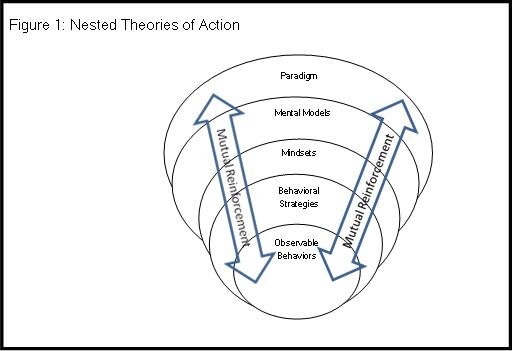 Figure 1: Nested Theories of Action
Paradigm
Mental Models
Mindsets
Behavioral
Strategies
Observable
Behaviors
Mutual Reinforcement
Mutual Reinforcement